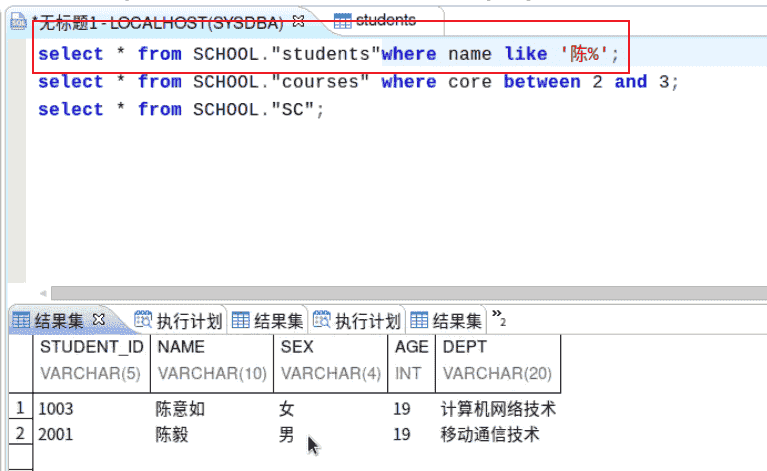 *无标题1 - LOCALHOST(SYSDBA) students
select * from SCHOOL."students"where name like '陈%';
select * from SCHOOL."courses" where core between 2 and 3;
select * from SCHOOL."SC";
结果集 执行计划 结果集 执行计划 结果集 »2
STUDENT_ID NAME SEX AGE DEPT
VARCHAR(5) VARCHAR(10) VARCHAR(4) INT VARCHAR(20)
1 1003 陈意如 女 19 计算机网络技术
2 2001 陈毅 男 19 移动通信技术